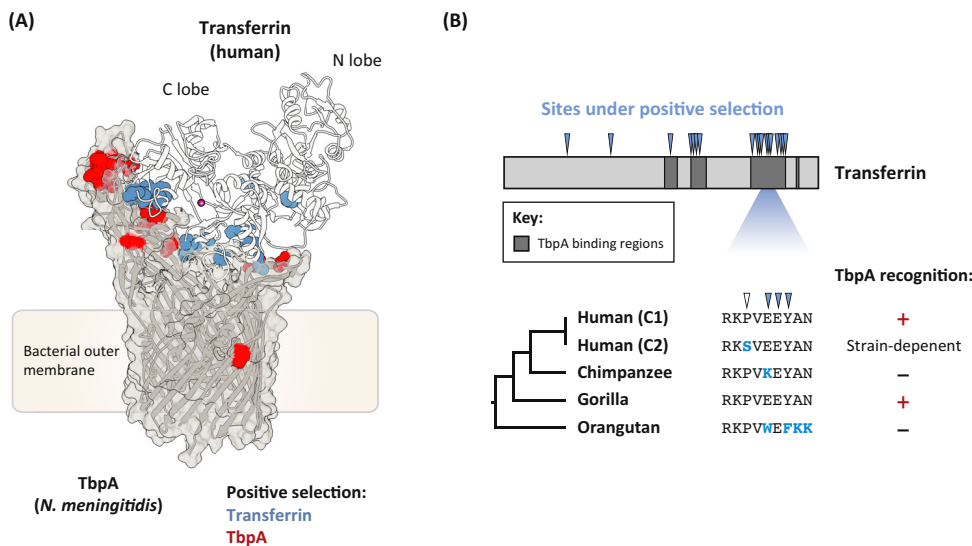 (A)
Transferrin
(human)
N lobe
C lobe
Bacterial outer
membrane
TbpA
(N. meningitidis)
Positive selection:
Transferrin
TbpA
(B)
Sites under positive selection
Transferrin
Key:
TbpA binding regions
TbpA recognition:
Human (C1) RKPVEEYAN +
Human (C2) RKSVEEYAN Strain-depenent
Chimpanzee RKPVKEYAN –
Gorilla RKPVEEYAN +
Orangutan RKPVWEFKK –